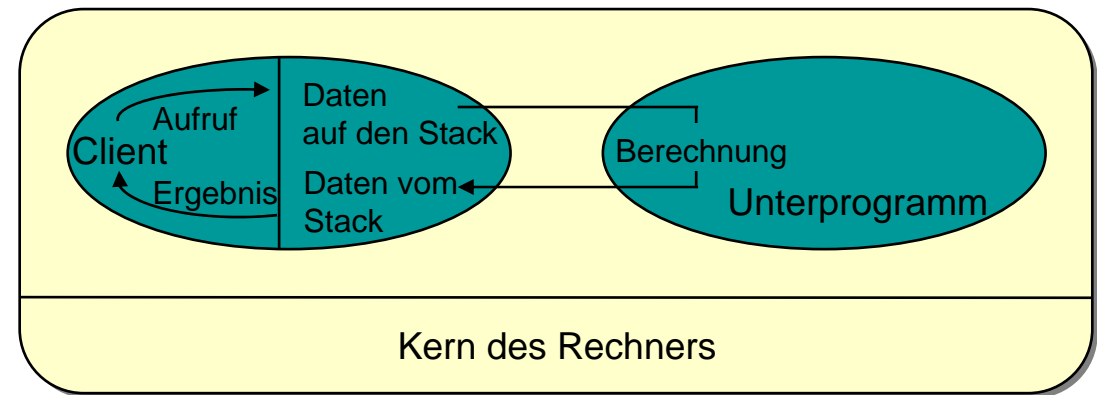 Aufruf
Client
Ergebnis
Daten
auf den Stack
Daten vom
Stack
Berechnung
Unterprogramm
Kern des Rechners